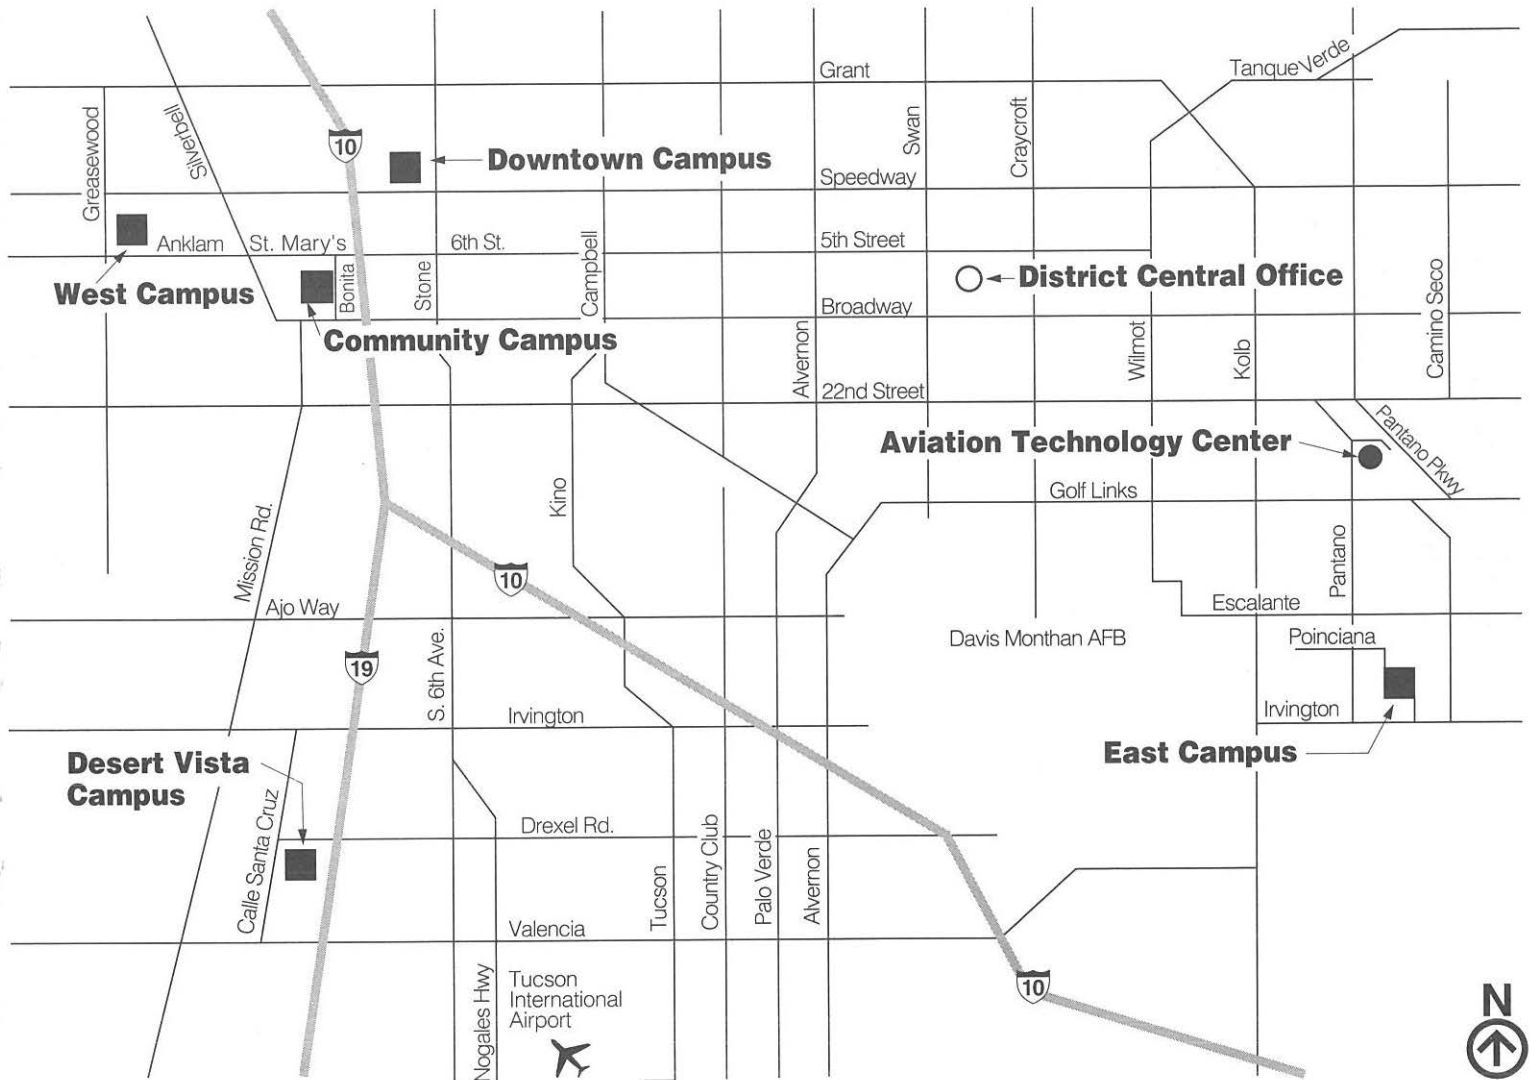 Grant
Tanque Verde
Greasewood
Silverbell
10
Swan
Craycroft
Downtown Campus
Speedway
Anklam
St. Mary's
6th St.
Campbell
5th Street
Bonita
Stone
District Central Office
West Campus
Broadway
Camino Seco
Community Campus
Alvernon
Wilmot
Kolb
22nd Street
Pantano Pkwy
Aviation Technology Center
Golf Links
Kino
Mission Rd.
Pantano
10
Ajo Way
Escalante
Davis Monthan AFB
Poinciana
19
S. 6th Ave.
Irvington
Irvington
East Campus
Desert Vista
Campus
Calle Santa Cruz
Drexel Rd.
Tucson
Country Club
Palo Verde
Alvernon
Valencia
Nogales Hwy
Tucson
International
Airport
10
N